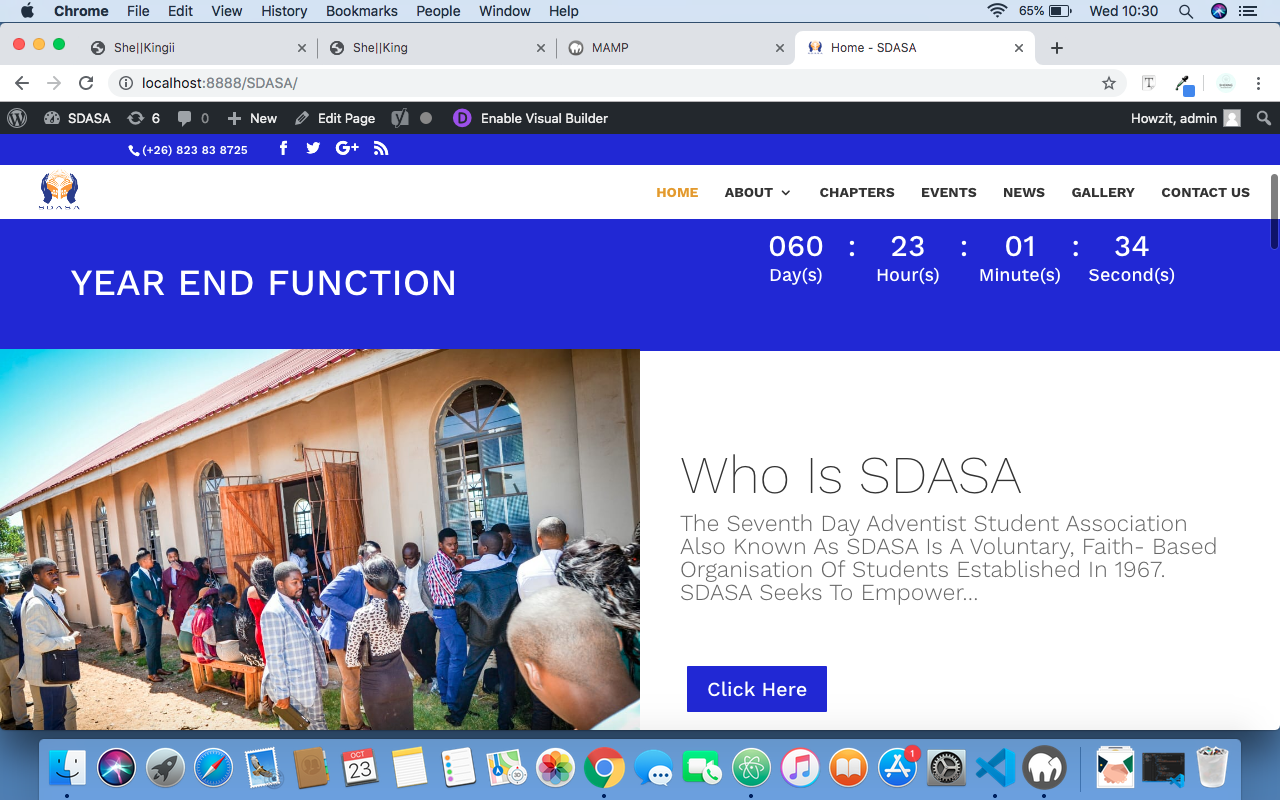 Chrome File Edit View History Bookmarks People Window Help 65% Wed 10:30
She||Kingii She||King MAMP Home - SDASA
localhost:8888/SDASA/
SDASA 6 0 New Edit Page D Enable Visual Builder Howzit, admin
(+26) 823 83 8725
SDASA
HOME ABOUT CHAPTERS EVENTS NEWS GALLERY CONTACT US
060 : 23 : 01 : 34
Day(s) Hour(s) Minute(s) Second(s)
YEAR END FUNCTION
Who Is SDASA
The Seventh Day Adventist Student Association
Also Known As SDASA Is A Voluntary, Faith- Based
Organisation Of Students Established In 1967.
SDASA Seeks To Empower...
Click Here
OCT
23
1